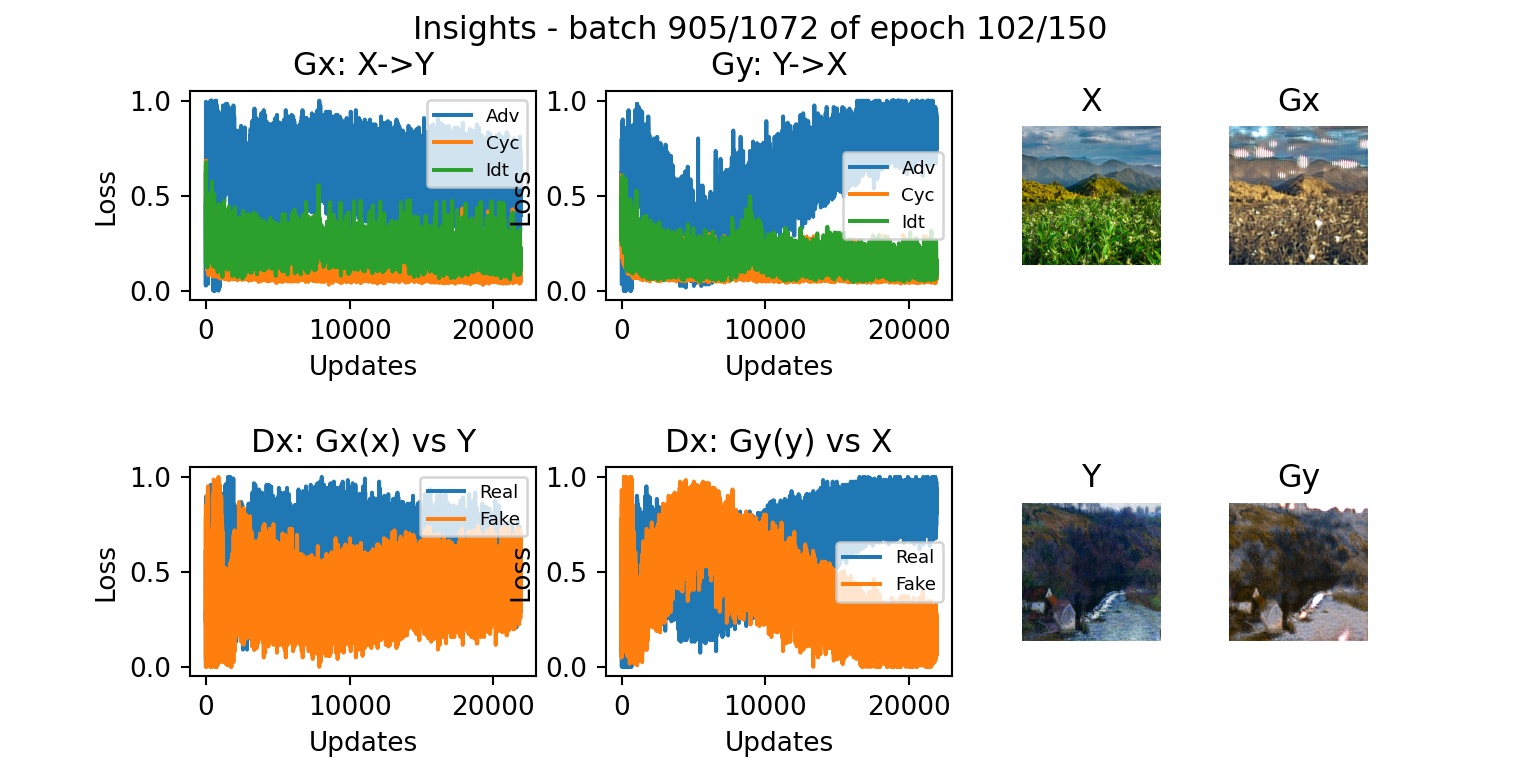 Insights - batch 905/1072 of epoch 102/150
Gx: X->Y
1.0
0.5
0.0
Loss
Adv
Cyc
Idt
0
10000
20000
Updates
Gy: Y->X
1.0
0.5
0.0
Loss
Adv
Cyc
Idt
0
10000
20000
Updates
X
Gx
Dx: Gx(x) vs Y
1.0
0.5
0.0
Loss
Real
Fake
0
10000
20000
Updates
Dx: Gy(y) vs X
1.0
0.5
0.0
Loss
Real
Fake
0
10000
20000
Updates
Y
Gy